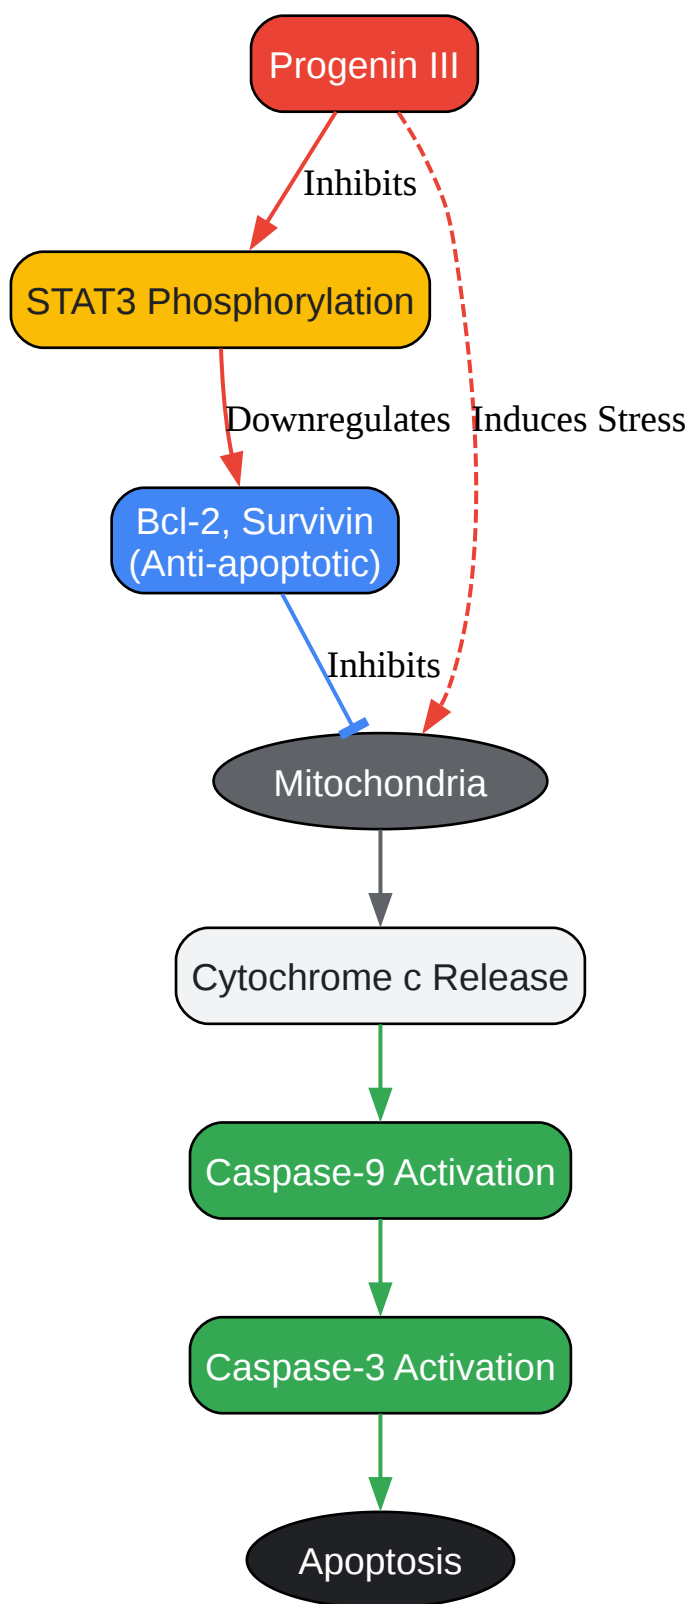 Progenin III
Inhibits
STAT3 Phosphorylation
Downregulates
Induces Stress
Bcl-2, Survivin
(Anti-apoptotic)
Inhibits
Mitochondria
Cytochrome c Release
Caspase-9 Activation
Caspase-3 Activation
Apoptosis